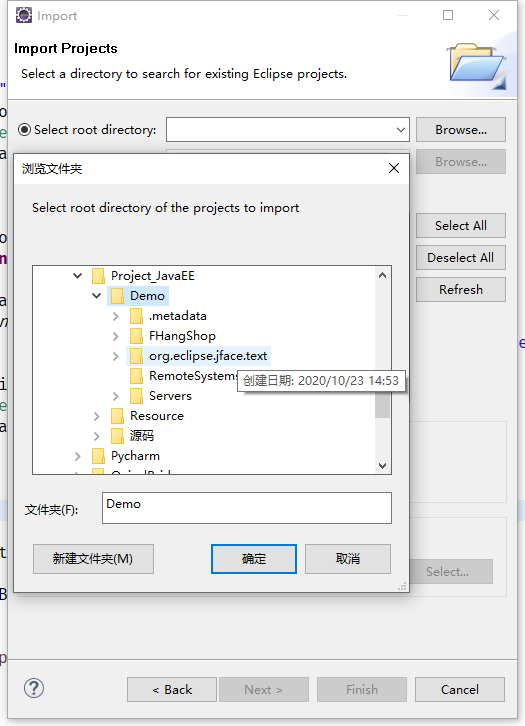 Import
Import Projects
Select a directory to search for existing Eclipse projects.
Select root directory:
Browse...
Browse...
浏览文件夹
Select root directory of the projects to import
Select All
Deselect All
Refresh
Project_JavaEE
Demo
.metadata
FHangShop
org.eclipse.jface.text
RemoteSystems
创建日期: 2020/10/23 14:53
Servers
Resource
源码
Pycharm
文件夹(F):
Demo
新建文件夹(M)
确定
取消
Select...
?
< Back
Next >
Finish
Cancel